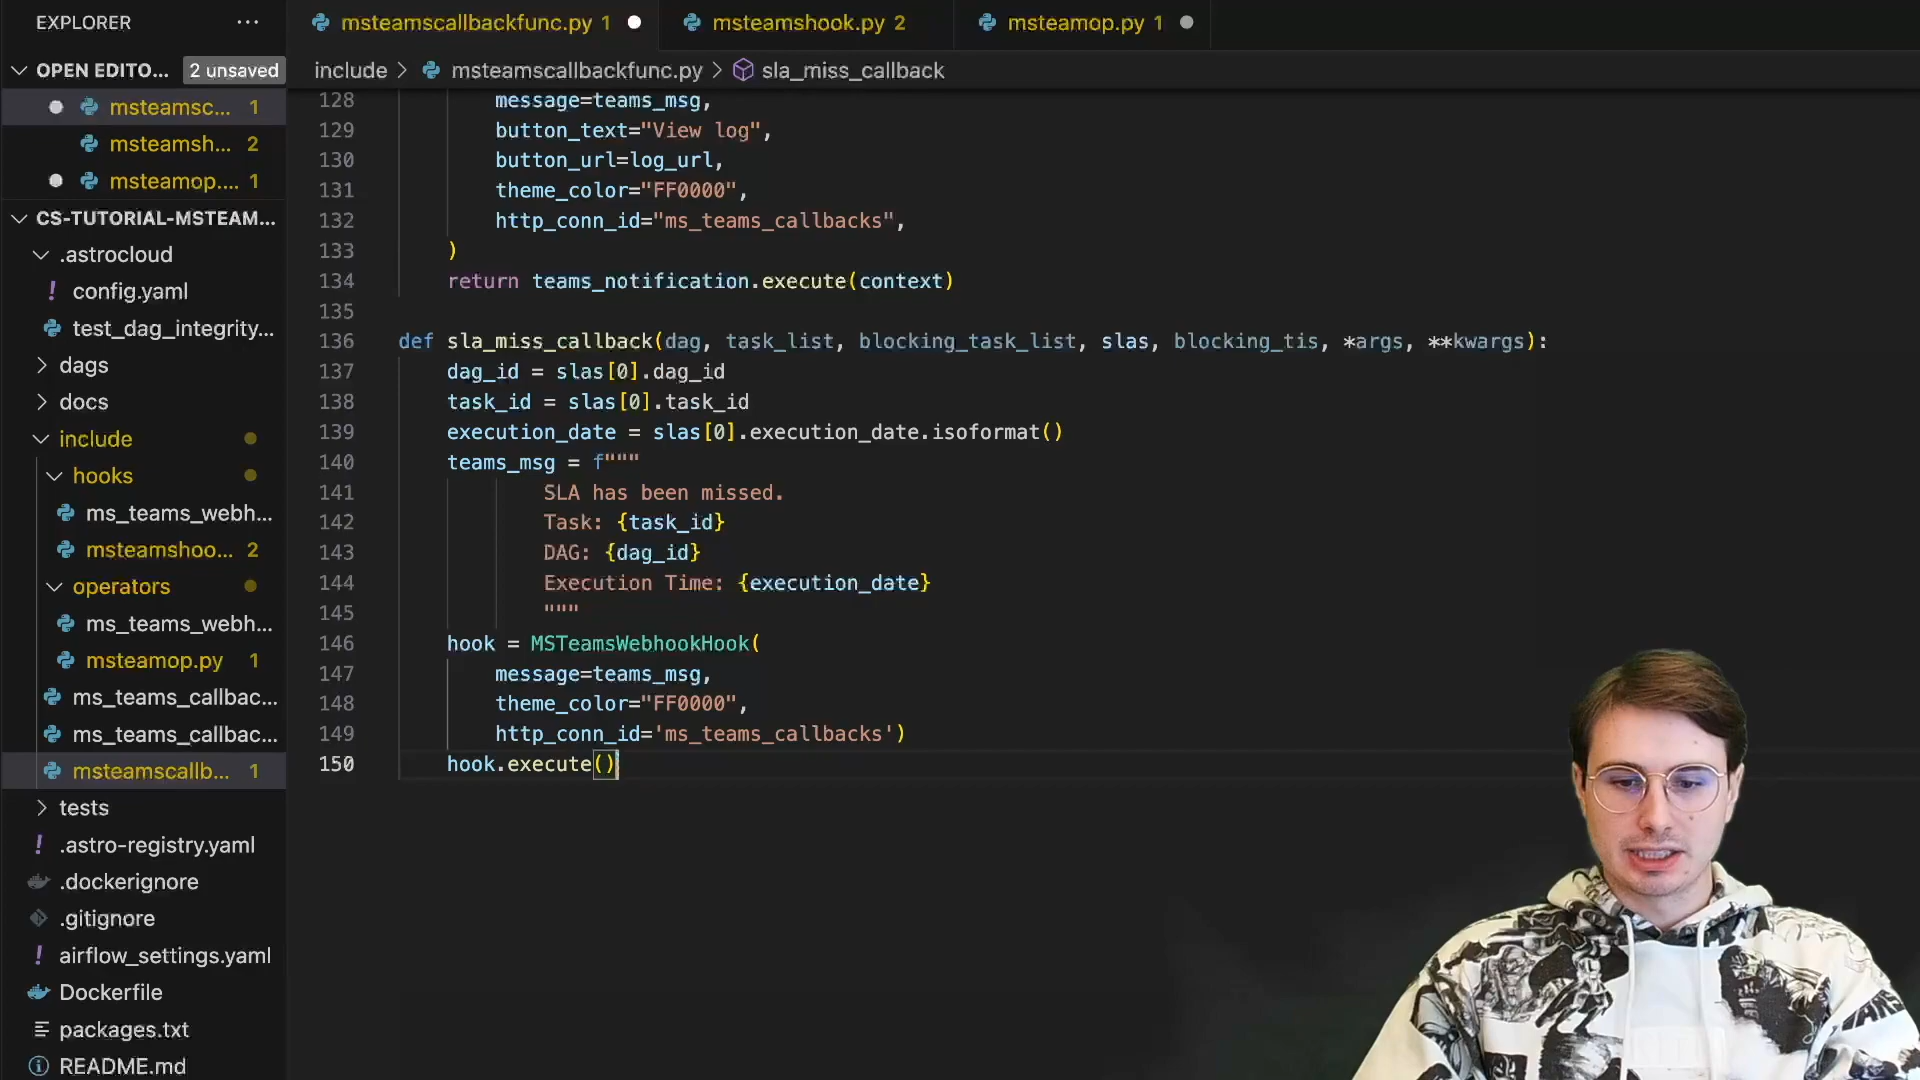 EXPLORER
OPEN EDITO... 2 unsaved
msteamsc... 1
msteamsh... 2
msteamop.... 1
CS-TUTORIAL-MSTEAM...
.astrocloud
config.yaml
test_dag_integrity...
dags
docs
include
hooks
ms_teams_webh...
msteamshoo... 2
operators
ms_teams_webh...
msteamop.py 1
ms_teams_callbac...
ms_teams_callbac...
msteamscallb... 1
tests
.astro-registry.yaml
.dockerignore
.gitignore
airflow_settings.yaml
Dockerfile
packages.txt
README.md
msteamscallbackfunc.py 1
msteamshook.py 2
msteamop.py 1
include > msteamscallbackfunc.py > sla_miss_callback
128 message=teams_msg,
129 button_text="View log",
130 button_url=log_url,
131 theme_color="FF0000",
132 http_conn_id="ms_teams_callbacks",
133 )
134 return teams_notification.execute(context)
135
136 def sla_miss_callback(dag, task_list, blocking_task_list, slas, blocking_tis, *args, **kwargs):
137 dag_id = slas[0].dag_id
138 task_id = slas[0].task_id
139 execution_date = slas[0].execution_date.isoformat()
140 teams_msg = f"""
141 SLA has been missed.
142 Task: {task_id}
143 DAG: {dag_id}
144 Execution Time: {execution_date}
145 """
146 hook = MSTeamsWebhookHook(
147 message=teams_msg,
148 theme_color="FF0000",
149 http_conn_id='ms_teams_callbacks')
150 hook.execute()